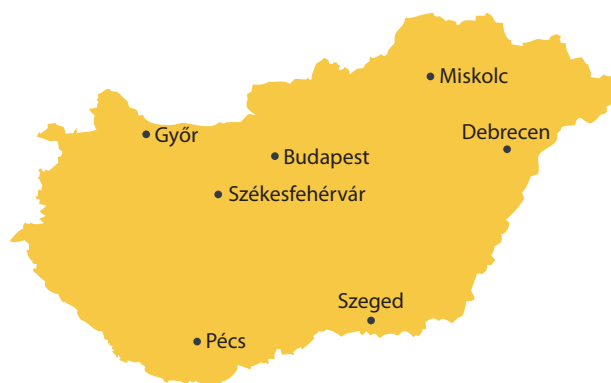 Miskolc
Debrecen
Győr
Budapest
Székesfehérvár
Szeged
Pécs